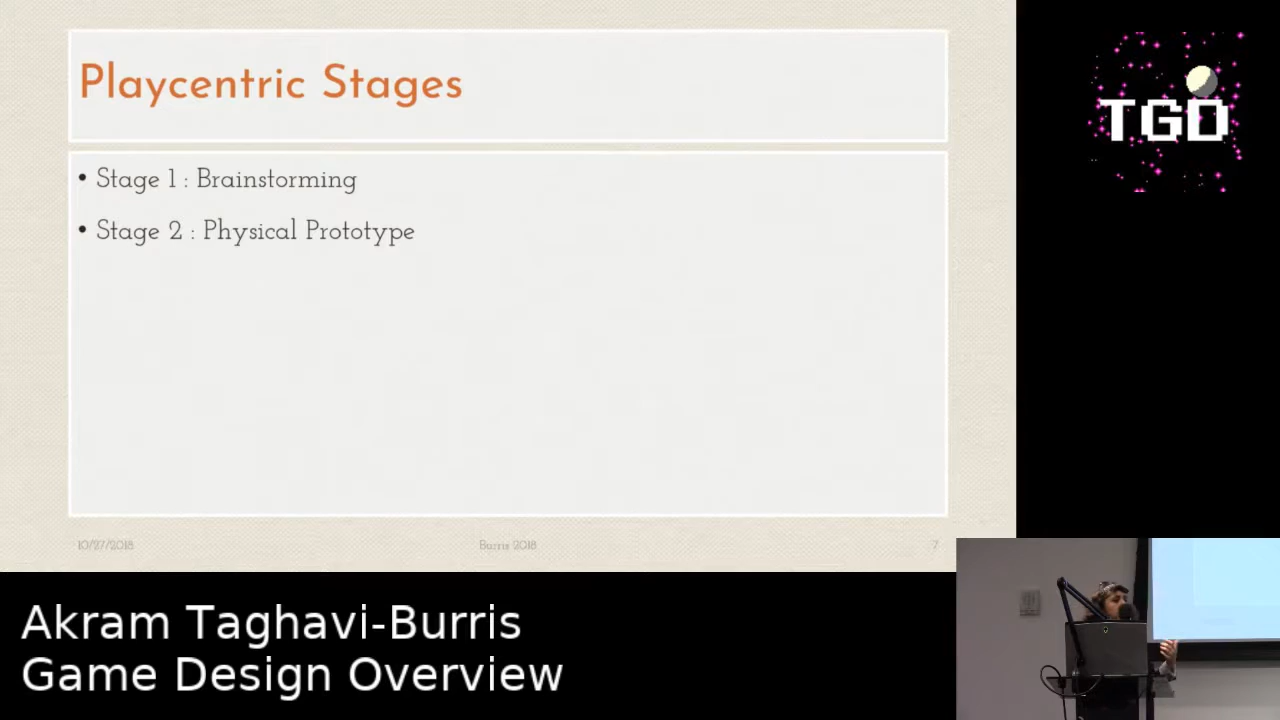 Playcentric Stages
• Stage 1 : Brainstorming
• Stage 2 : Physical Prototype
10/27/2018
Burris 2018
7
TGD
Akram Taghavi-Burris
Game Design Overview